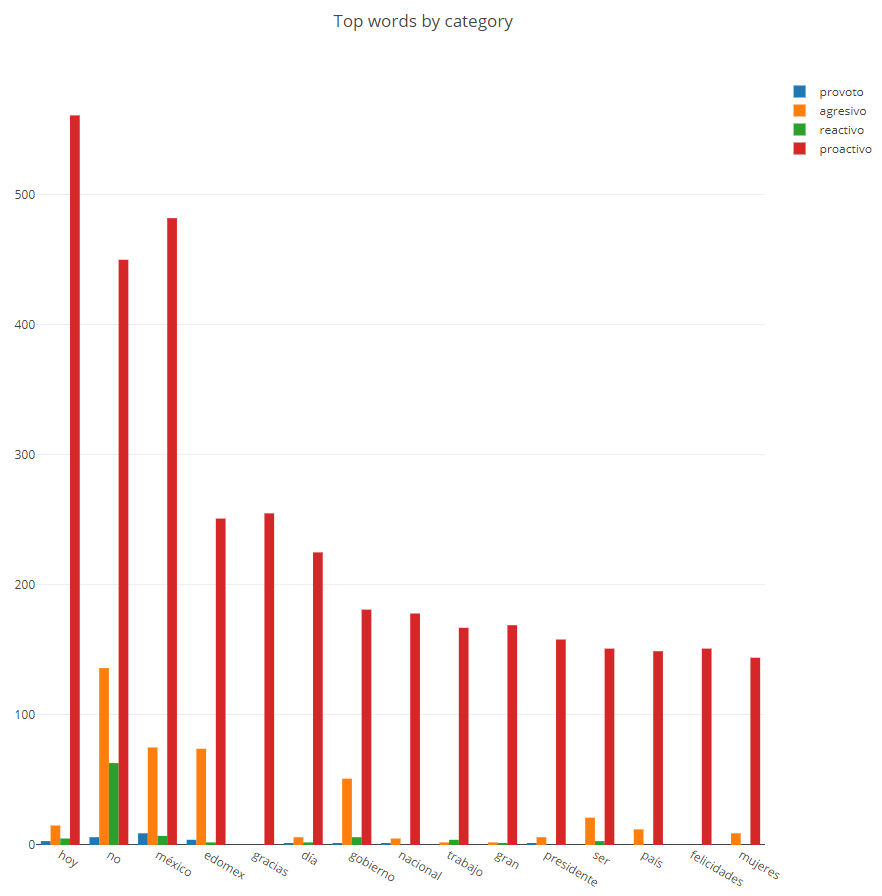 Top words by category
provoto
agresivo
reactivo
proactivo
500
400
300
200
100
0
hoy
no
méxico
edomex
gracias
día
gobierno
nacional
trabajo
gran
presidente
ser
país
felicidades
mujeres